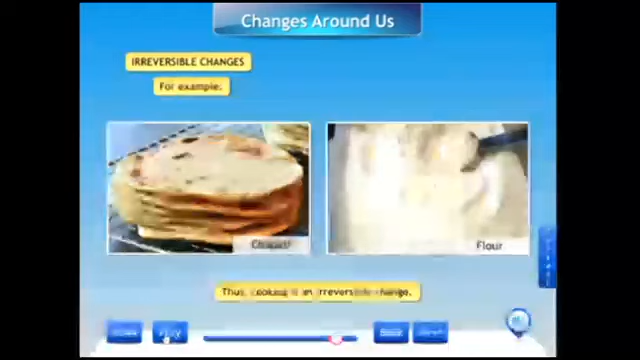 Changes Around Us
IRREVERSIBLE CHANGES
For example:
Chapati
Flour
Thus, cooking is an irreversible change.